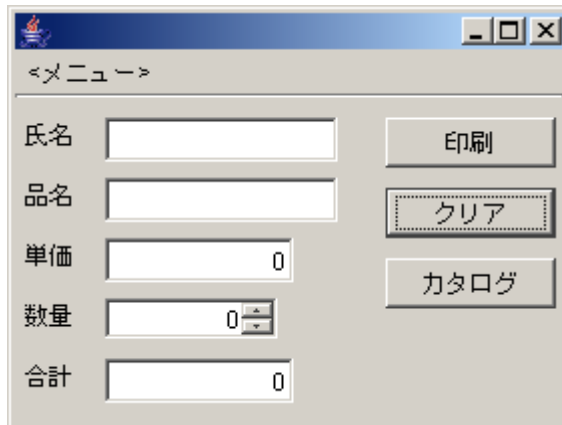 <メニュー>
氏名
印刷
品名
クリア
単価 0
カタログ
数量 0
合計 0